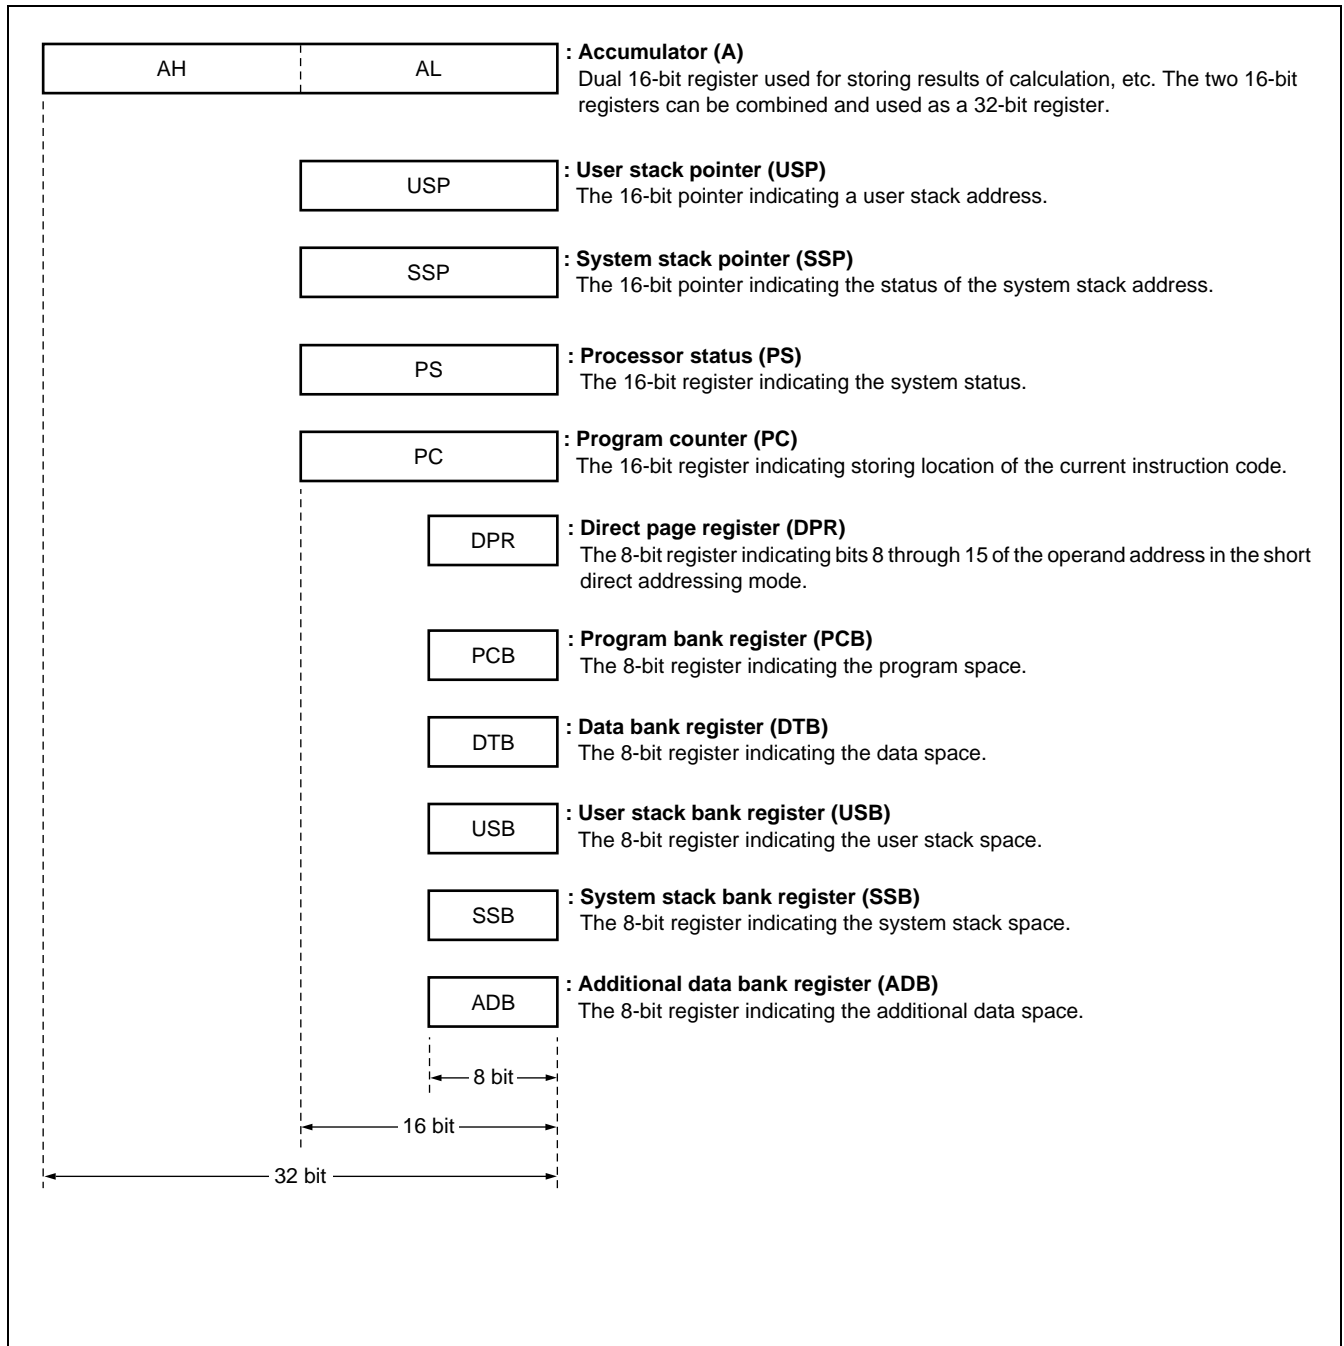 AH AL : Accumulator (A)
Dual 16-bit register used for storing results of calculation, etc. The two 16-bit
registers can be combined and used as a 32-bit register.
USP : User stack pointer (USP)
The 16-bit pointer indicating a user stack address.
SSP : System stack pointer (SSP)
The 16-bit pointer indicating the status of the system stack address.
PS : Processor status (PS)
The 16-bit register indicating the system status.
PC : Program counter (PC)
The 16-bit register indicating storing location of the current instruction code.
DPR : Direct page register (DPR)
The 8-bit register indicating bits 8 through 15 of the operand address in the short
direct addressing mode.
PCB : Program bank register (PCB)
The 8-bit register indicating the program space.
DTB : Data bank register (DTB)
The 8-bit register indicating the data space.
USB : User stack bank register (USB)
The 8-bit register indicating the user stack space.
SSB : System stack bank register (SSB)
The 8-bit register indicating the system stack space.
ADB : Additional data bank register (ADB)
The 8-bit register indicating the additional data space.
8 bit
16 bit
32 bit